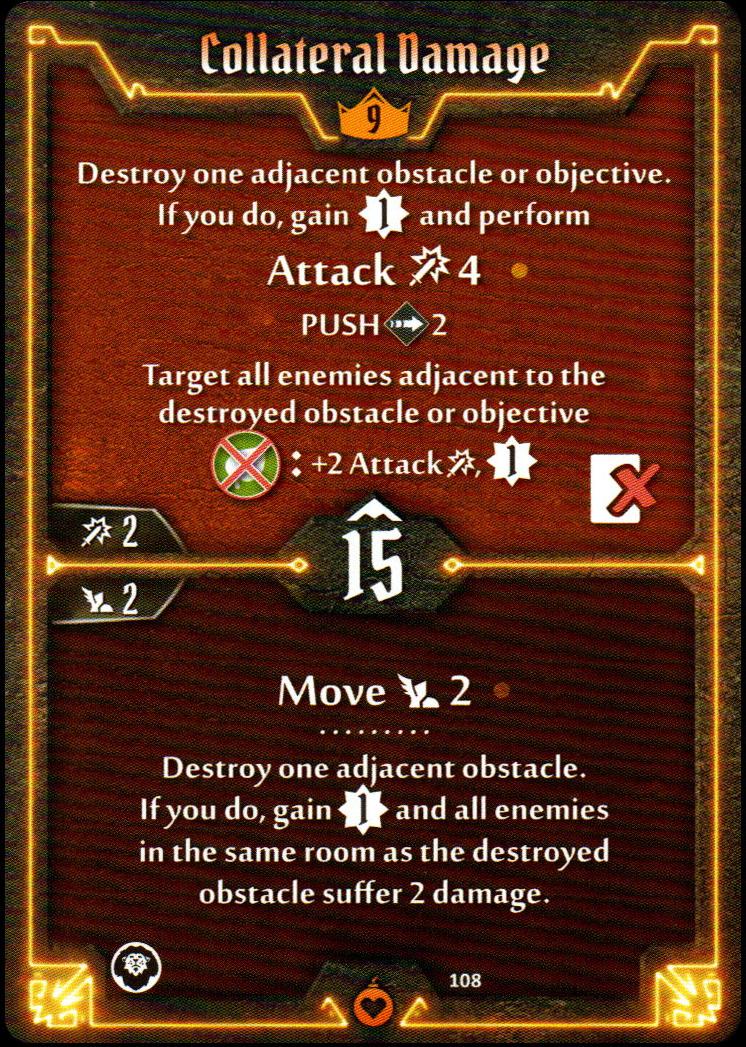 Collateral Damage
9
Destroy one adjacent obstacle or objective.
If you do, gain 1 and perform
Attack 4
PUSH 2
Target all enemies adjacent to the
destroyed obstacle or objective
: +2 Attack, 1
2
15
2
Move 2
Destroy one adjacent obstacle.
If you do, gain 1 and all enemies
in the same room as the destroyed
obstacle suffer 2 damage.
108